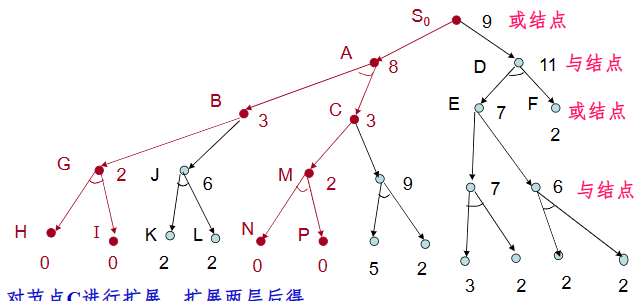 S0 9 或结点
A 8 D 11 与结点
B 3 C 3 E 7 F 2 或结点
G 2 J 6 M 2 9 7 6 与结点
H I K L N P
0 0 2 2 0 0 5 2 3 2 2 2
对节点C进行扩展，扩展两层后得